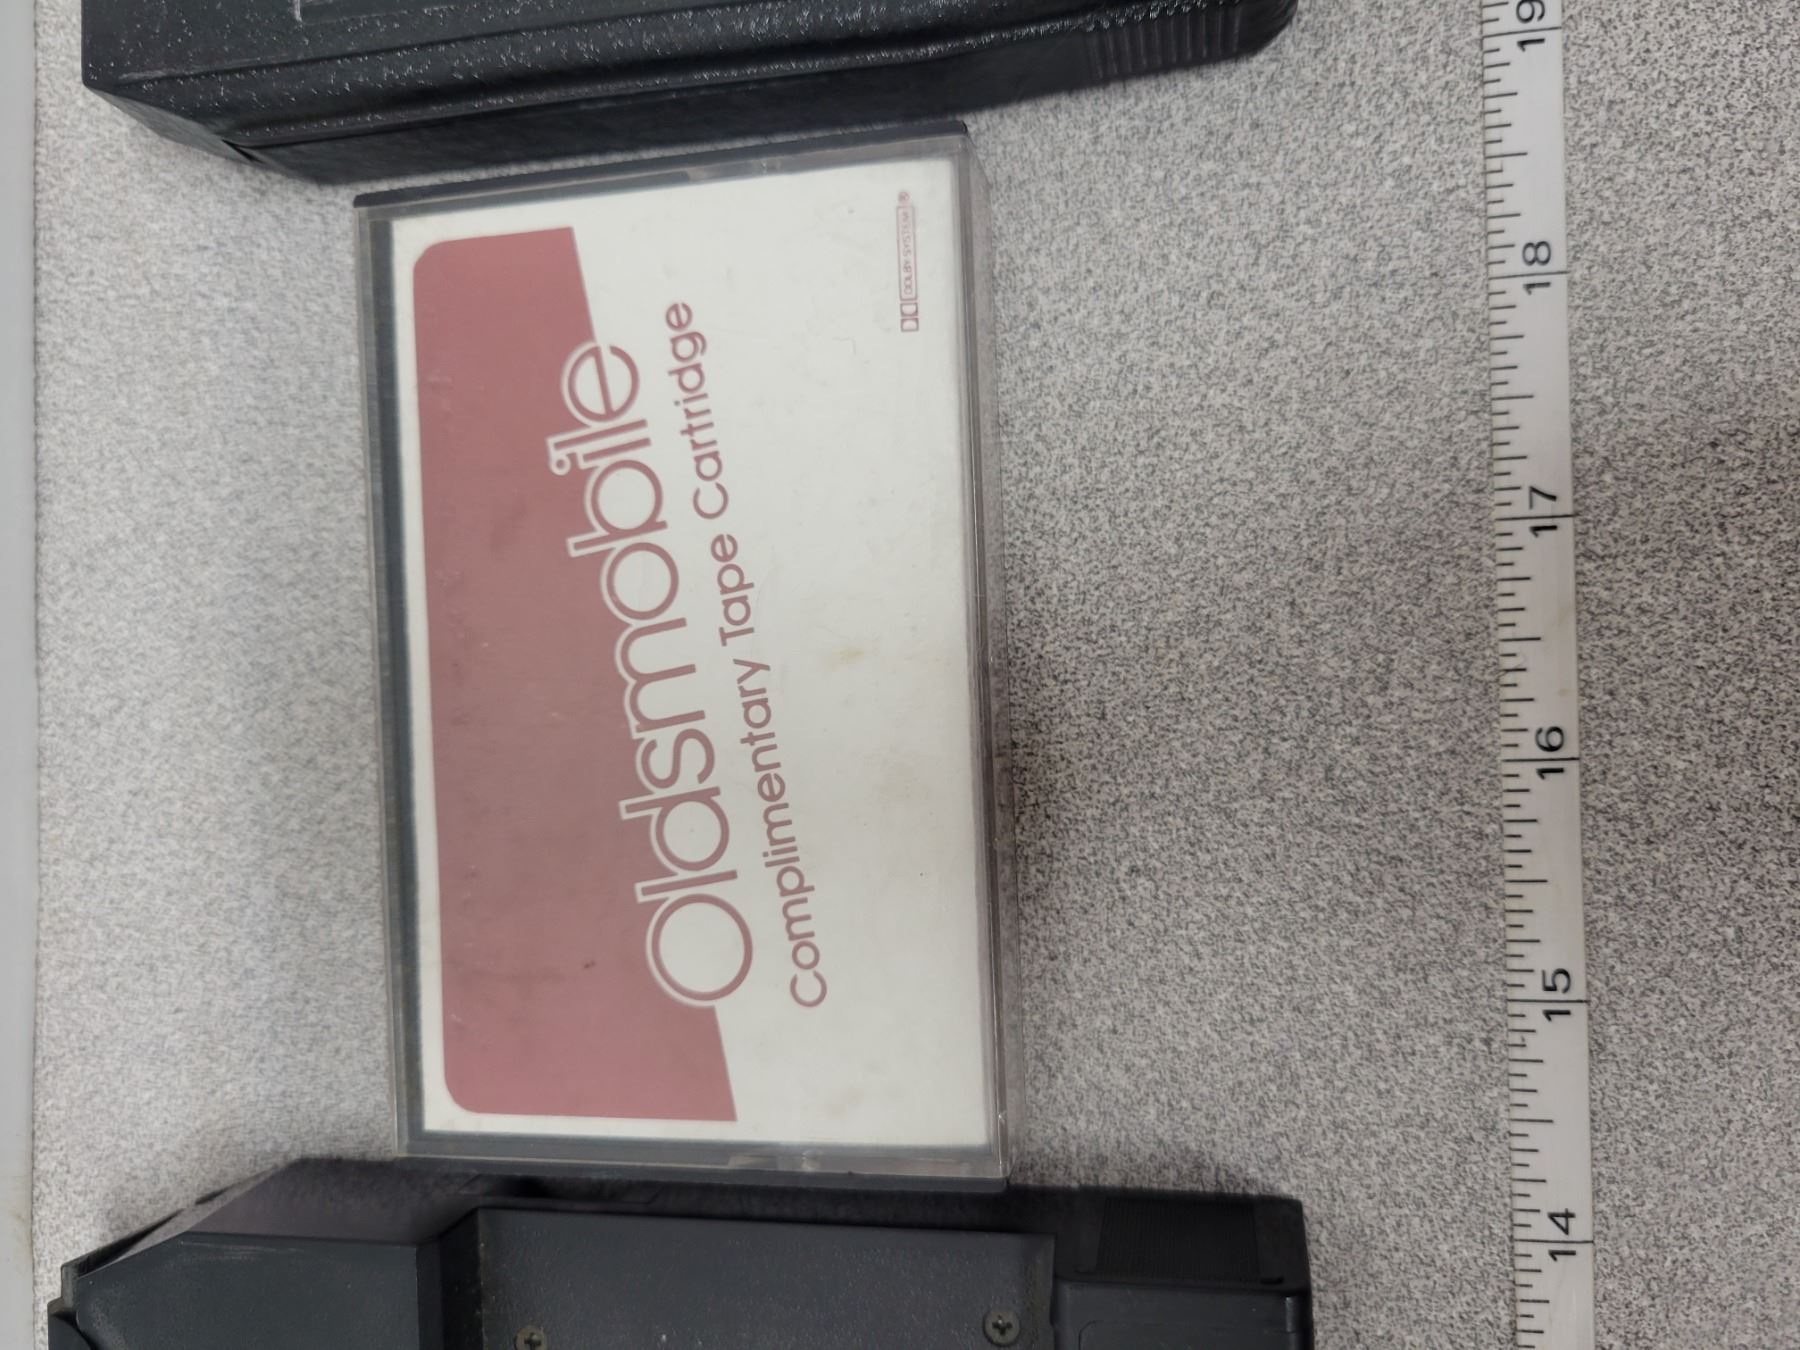 Oldsmobile
Complimentary Tape Cartridge
DOLBY SYSTEM ®
14 15 16 17 18 19